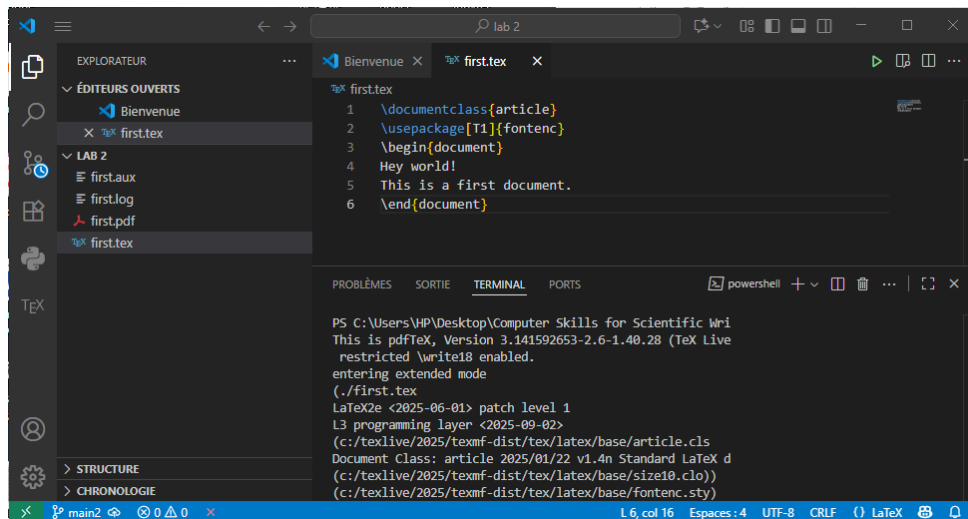 lab 2
EXPLORATEUR
ÉDITEURS OUVERTS
Bienvenue
TEX first.tex
LAB 2
first.aux
first.log
first.pdf
TEX first.tex
TEX
STRUCTURE
CHRONOLOGIE
Bienvenue
TEX first.tex
TEX first.tex
1 \documentclass{article}
2 \usepackage[T1]{fontenc}
3 \begin{document}
4 Hey world!
5 This is a first document.
6 \end{document}
PROBLÈMES SORTIE TERMINAL PORTS powershell
PS C:\Users\HP\Desktop\Computer Skills for Scientific Wri
This is pdfTeX, Version 3.141592653-2.6-1.40.28 (TeX Live
restricted \write18 enabled.
entering extended mode
(./first.tex
LaTeX2e <2025-06-01> patch level 1
L3 programming layer <2025-09-02>
(c:/texlive/2025/texmf-dist/tex/latex/base/article.cls
Document Class: article 2025/01/22 v1.4n Standard LaTeX d
(c:/texlive/2025/texmf-dist/tex/latex/base/size10.clo))
(c:/texlive/2025/texmf-dist/tex/latex/base/fontenc.sty)
main2 0 0 L 6, col 16 Espaces : 4 UTF-8 CRLF {} LaTeX